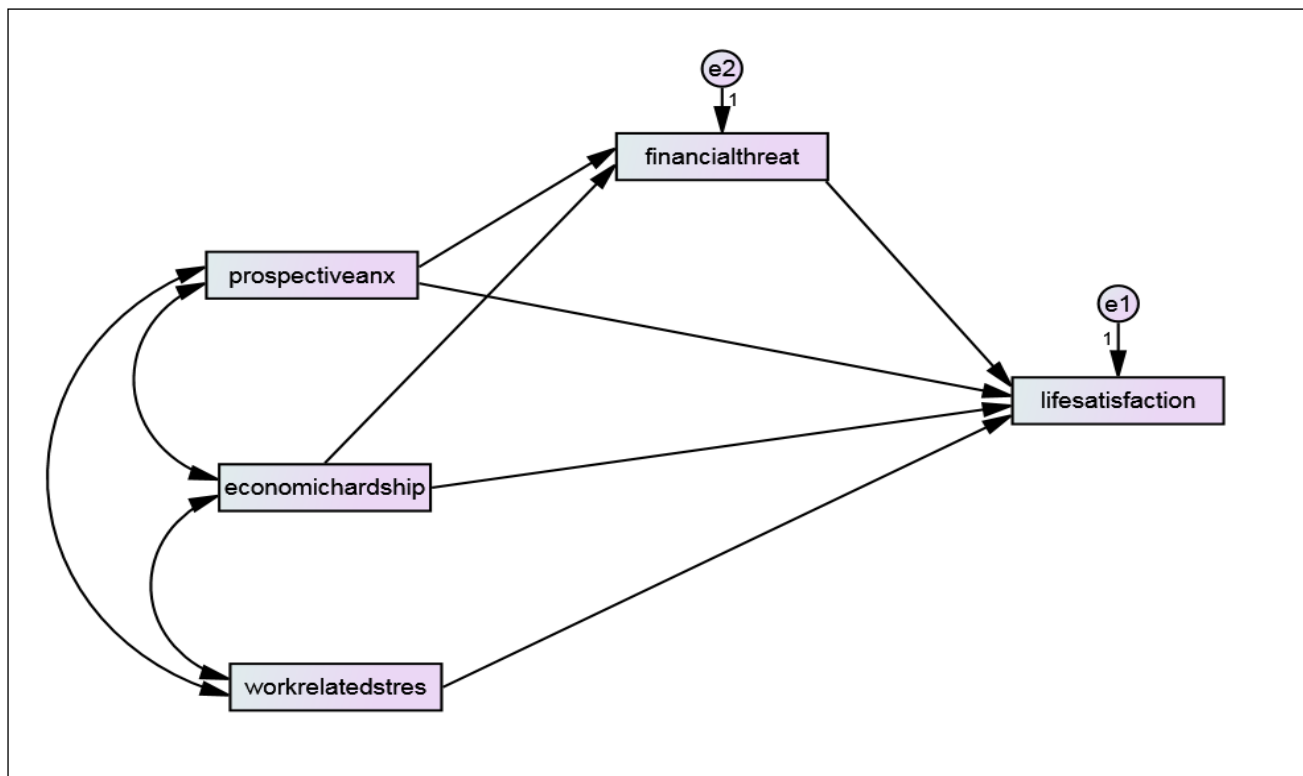 e2
1
financialthreat
prospectiveanx
e1
1
lifesatisfaction
economichardship
workrelatedstres